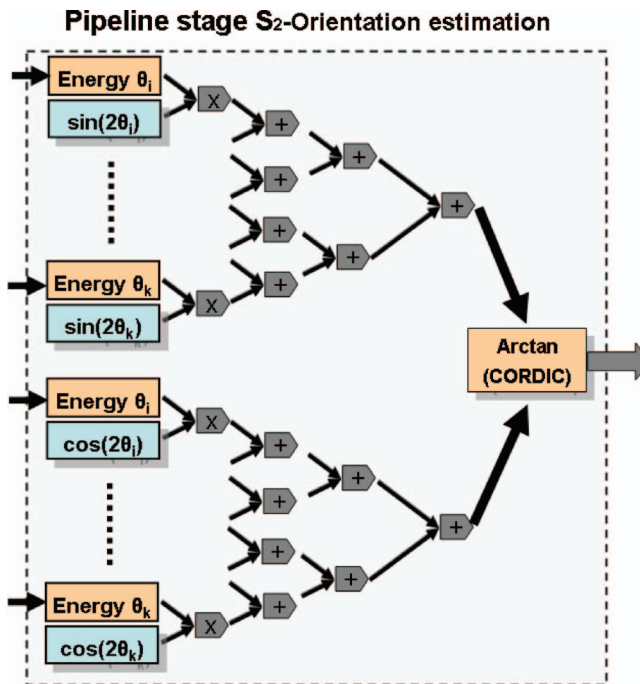 Pipeline stage S₂-Orientation estimation
Energy θᵢ
sin(2θᵢ)
X
+
+
+
+
+
+
+
Energy θₖ
sin(2θₖ)
X
Arctan
(CORDIC)
Energy θᵢ
cos(2θᵢ)
X
+
+
+
+
+
+
+
Energy θₖ
cos(2θₖ)
X